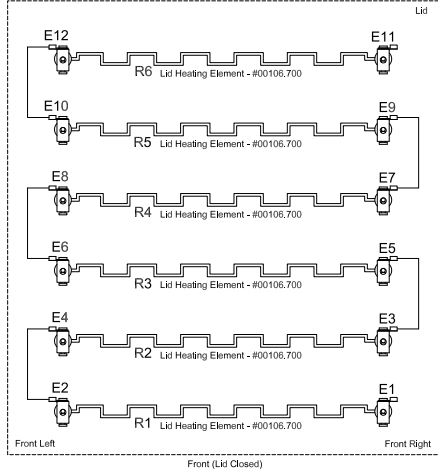 Lid
E12 E11
R6 Lid Heating Element - #00106.700
E10 E9
R5 Lid Heating Element - #00106.700
E8 E7
R4 Lid Heating Element - #00106.700
E6 E5
R3 Lid Heating Element - #00106.700
E4 E3
R2 Lid Heating Element - #00106.700
E2 E1
R1 Lid Heating Element - #00106.700
Front Left Front Right
Front (Lid Closed)